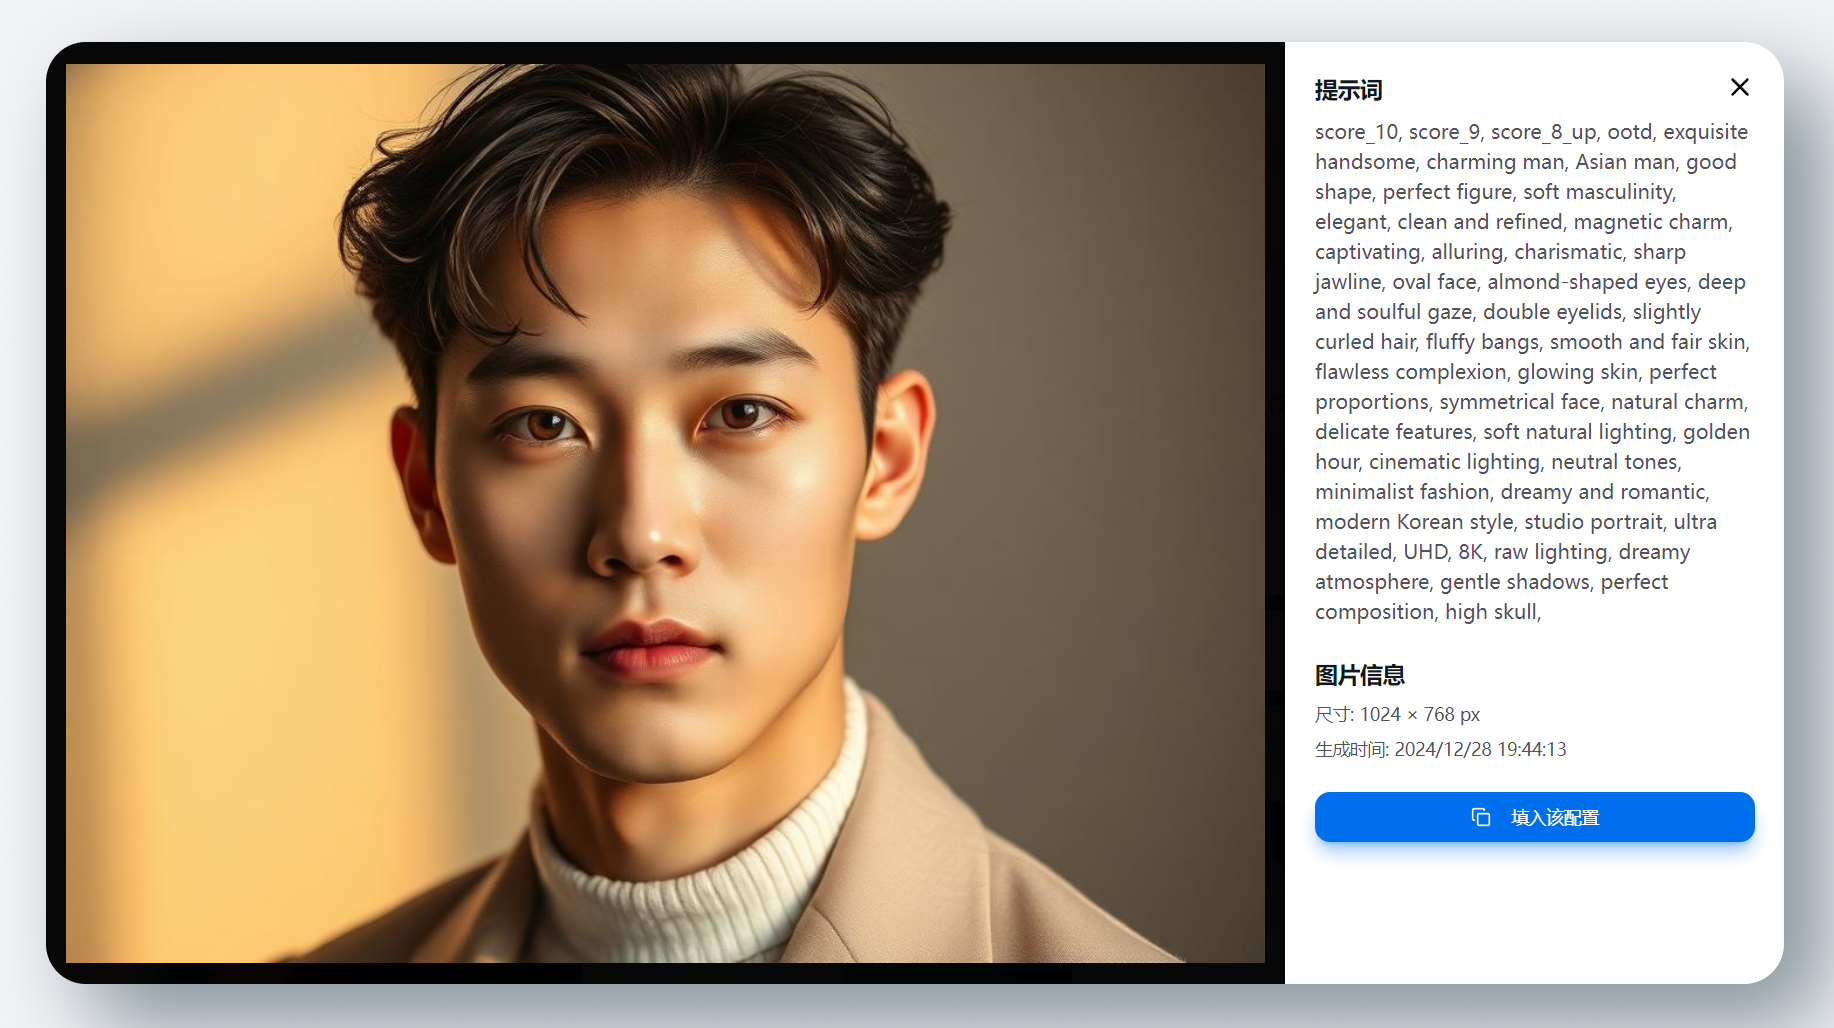 提示词
score_10, score_9, score_8_up, ootd, exquisite
handsome, charming man, Asian man, good
shape, perfect figure, soft masculinity,
elegant, clean and refined, magnetic charm,
captivating, alluring, charismatic, sharp
jawline, oval face, almond-shaped eyes, deep
and soulful gaze, double eyelids, slightly
curled hair, fluffy bangs, smooth and fair skin,
flawless complexion, glowing skin, perfect
proportions, symmetrical face, natural charm,
delicate features, soft natural lighting, golden
hour, cinematic lighting, neutral tones,
minimalist fashion, dreamy and romantic,
modern Korean style, studio portrait, ultra
detailed, UHD, 8K, raw lighting, dreamy
atmosphere, gentle shadows, perfect
composition, high skull,
图片信息
尺寸: 1024 × 768 px
生成时间: 2024/12/28 19:44:13
填入该配置